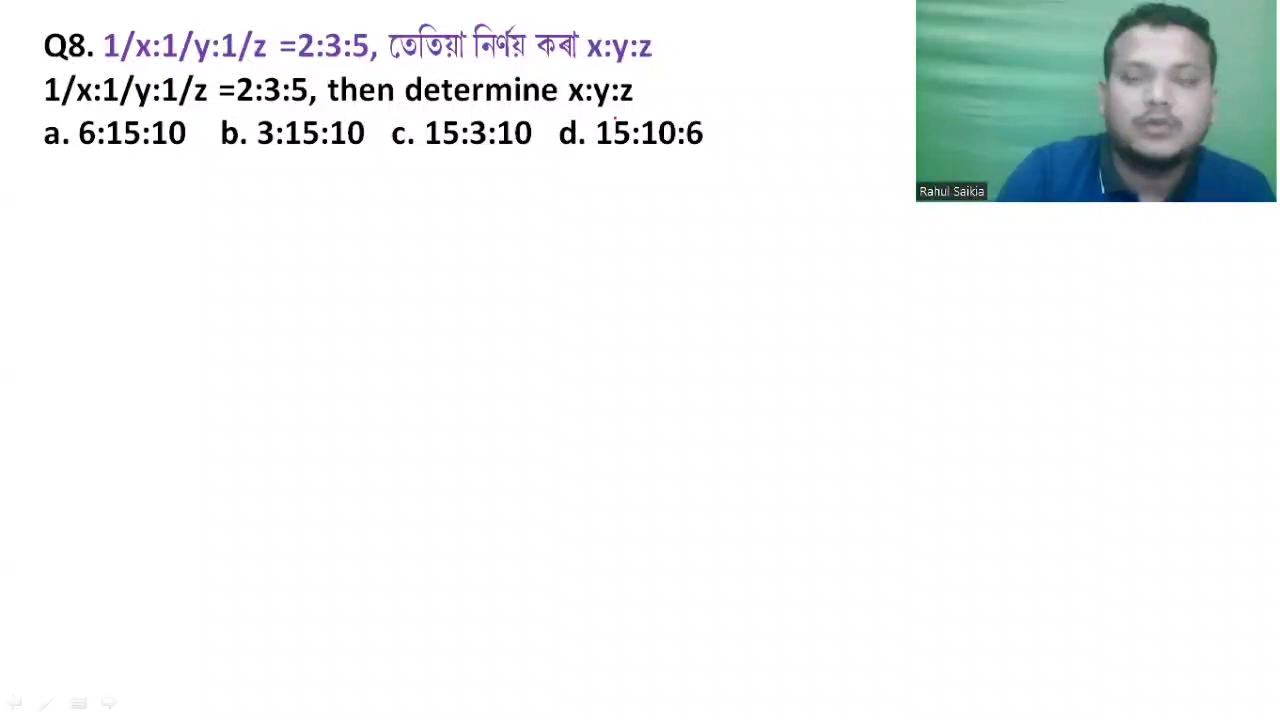 Q8. 1/x:1/y:1/z =2:3:5, তেতিয়া নিৰ্ণয় কৰা x:y:z
1/x:1/y:1/z =2:3:5, then determine x:y:z
a. 6:15:10 b. 3:15:10 c. 15:3:10 d. 15:10:6
Rahul Saikia